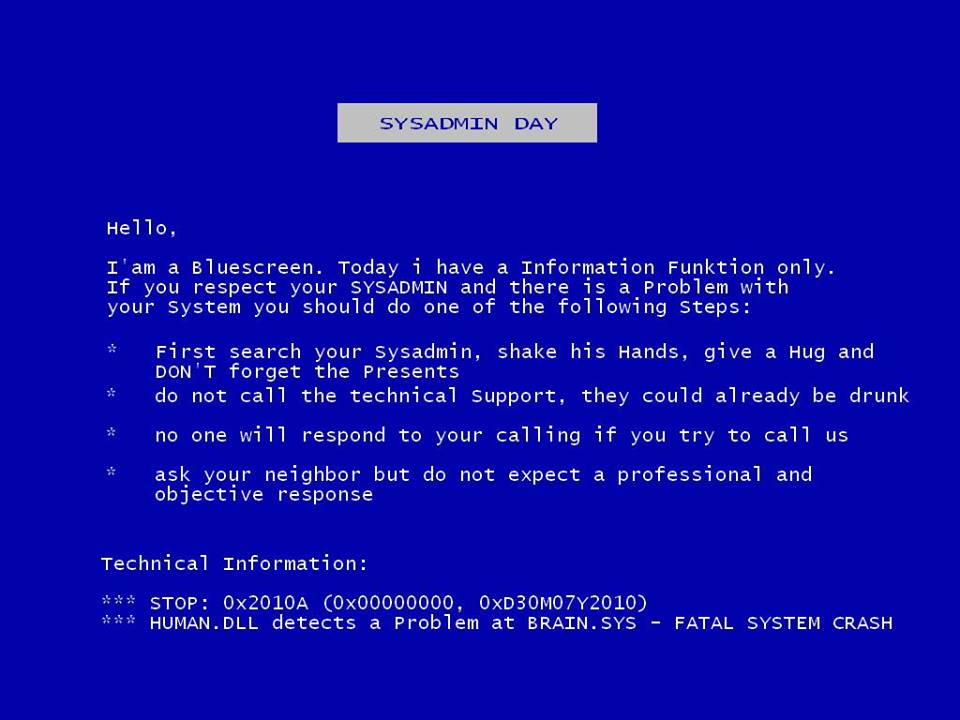 SYSADMIN DAY
Hello,
I'am a Bluescreen. Today i have a Information Funktion only.
If you respect your SYSADMIN and there is a Problem with
your System you should do one of the following Steps:
* First search your Sysadmin, shake his Hands, give a Hug and
DON'T forget the Presents
* do not call the technical Support, they could already be drunk
* no one will respond to your calling if you try to call us
* ask your neighbor but do not expect a professional and
objective response
Technical Information:
*** STOP: 0x2010A (0x00000000, 0xD30M07Y2010)
*** HUMAN.DLL detects a Problem at BRAIN.SYS - FATAL SYSTEM CRASH